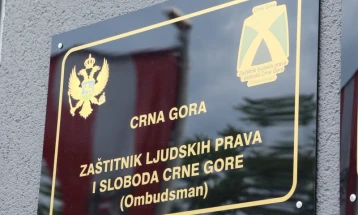 CRNA GORA
ZAŠTITNIK LJUDSKIH PRAVA
I SLOBODA CRNE GORE
(Ombudsman)